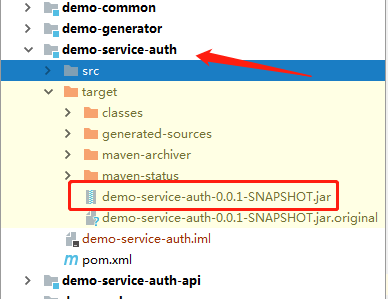 demo-common
demo-generator
demo-service-auth
src
target
classes
generated-sources
maven-archiver
maven-status
demo-service-auth-0.0.1-SNAPSHOT.jar
demo-service-auth-0.0.1-SNAPSHOT.jar.original
demo-service-auth.iml
m pom.xml
demo-service-auth-api